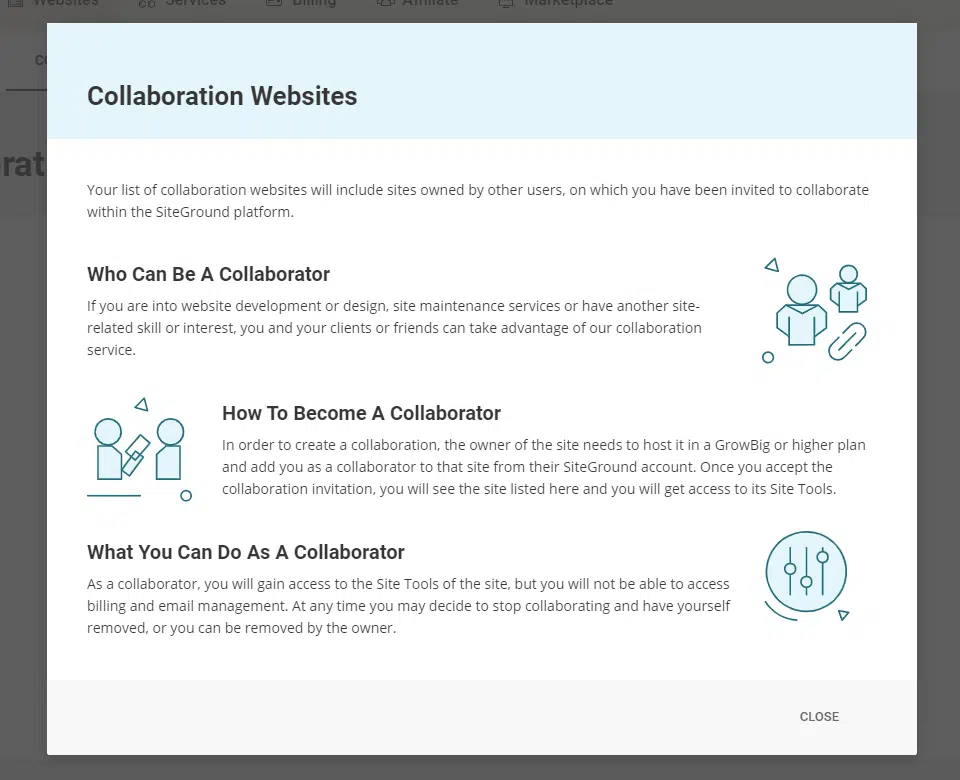 Websites Services Billing Affiliate Marketplace
Collaboration Websites
Your list of collaboration websites will include sites owned by other users, on which you have been invited to collaborate
within the SiteGround platform.
Who Can Be A Collaborator
If you are into website development or design, site maintenance services or have another site-
related skill or interest, you and your clients or friends can take advantage of our collaboration
service.
How To Become A Collaborator
In order to create a collaboration, the owner of the site needs to host it in a GrowBig or higher plan
and add you as a collaborator to that site from their SiteGround account. Once you accept the
collaboration invitation, you will see the site listed here and you will get access to its Site Tools.
What You Can Do As A Collaborator
As a collaborator, you will gain access to the Site Tools of the site, but you will not be able to access
billing and email management. At any time you may decide to stop collaborating and have yourself
removed, or you can be removed by the owner.
CLOSE